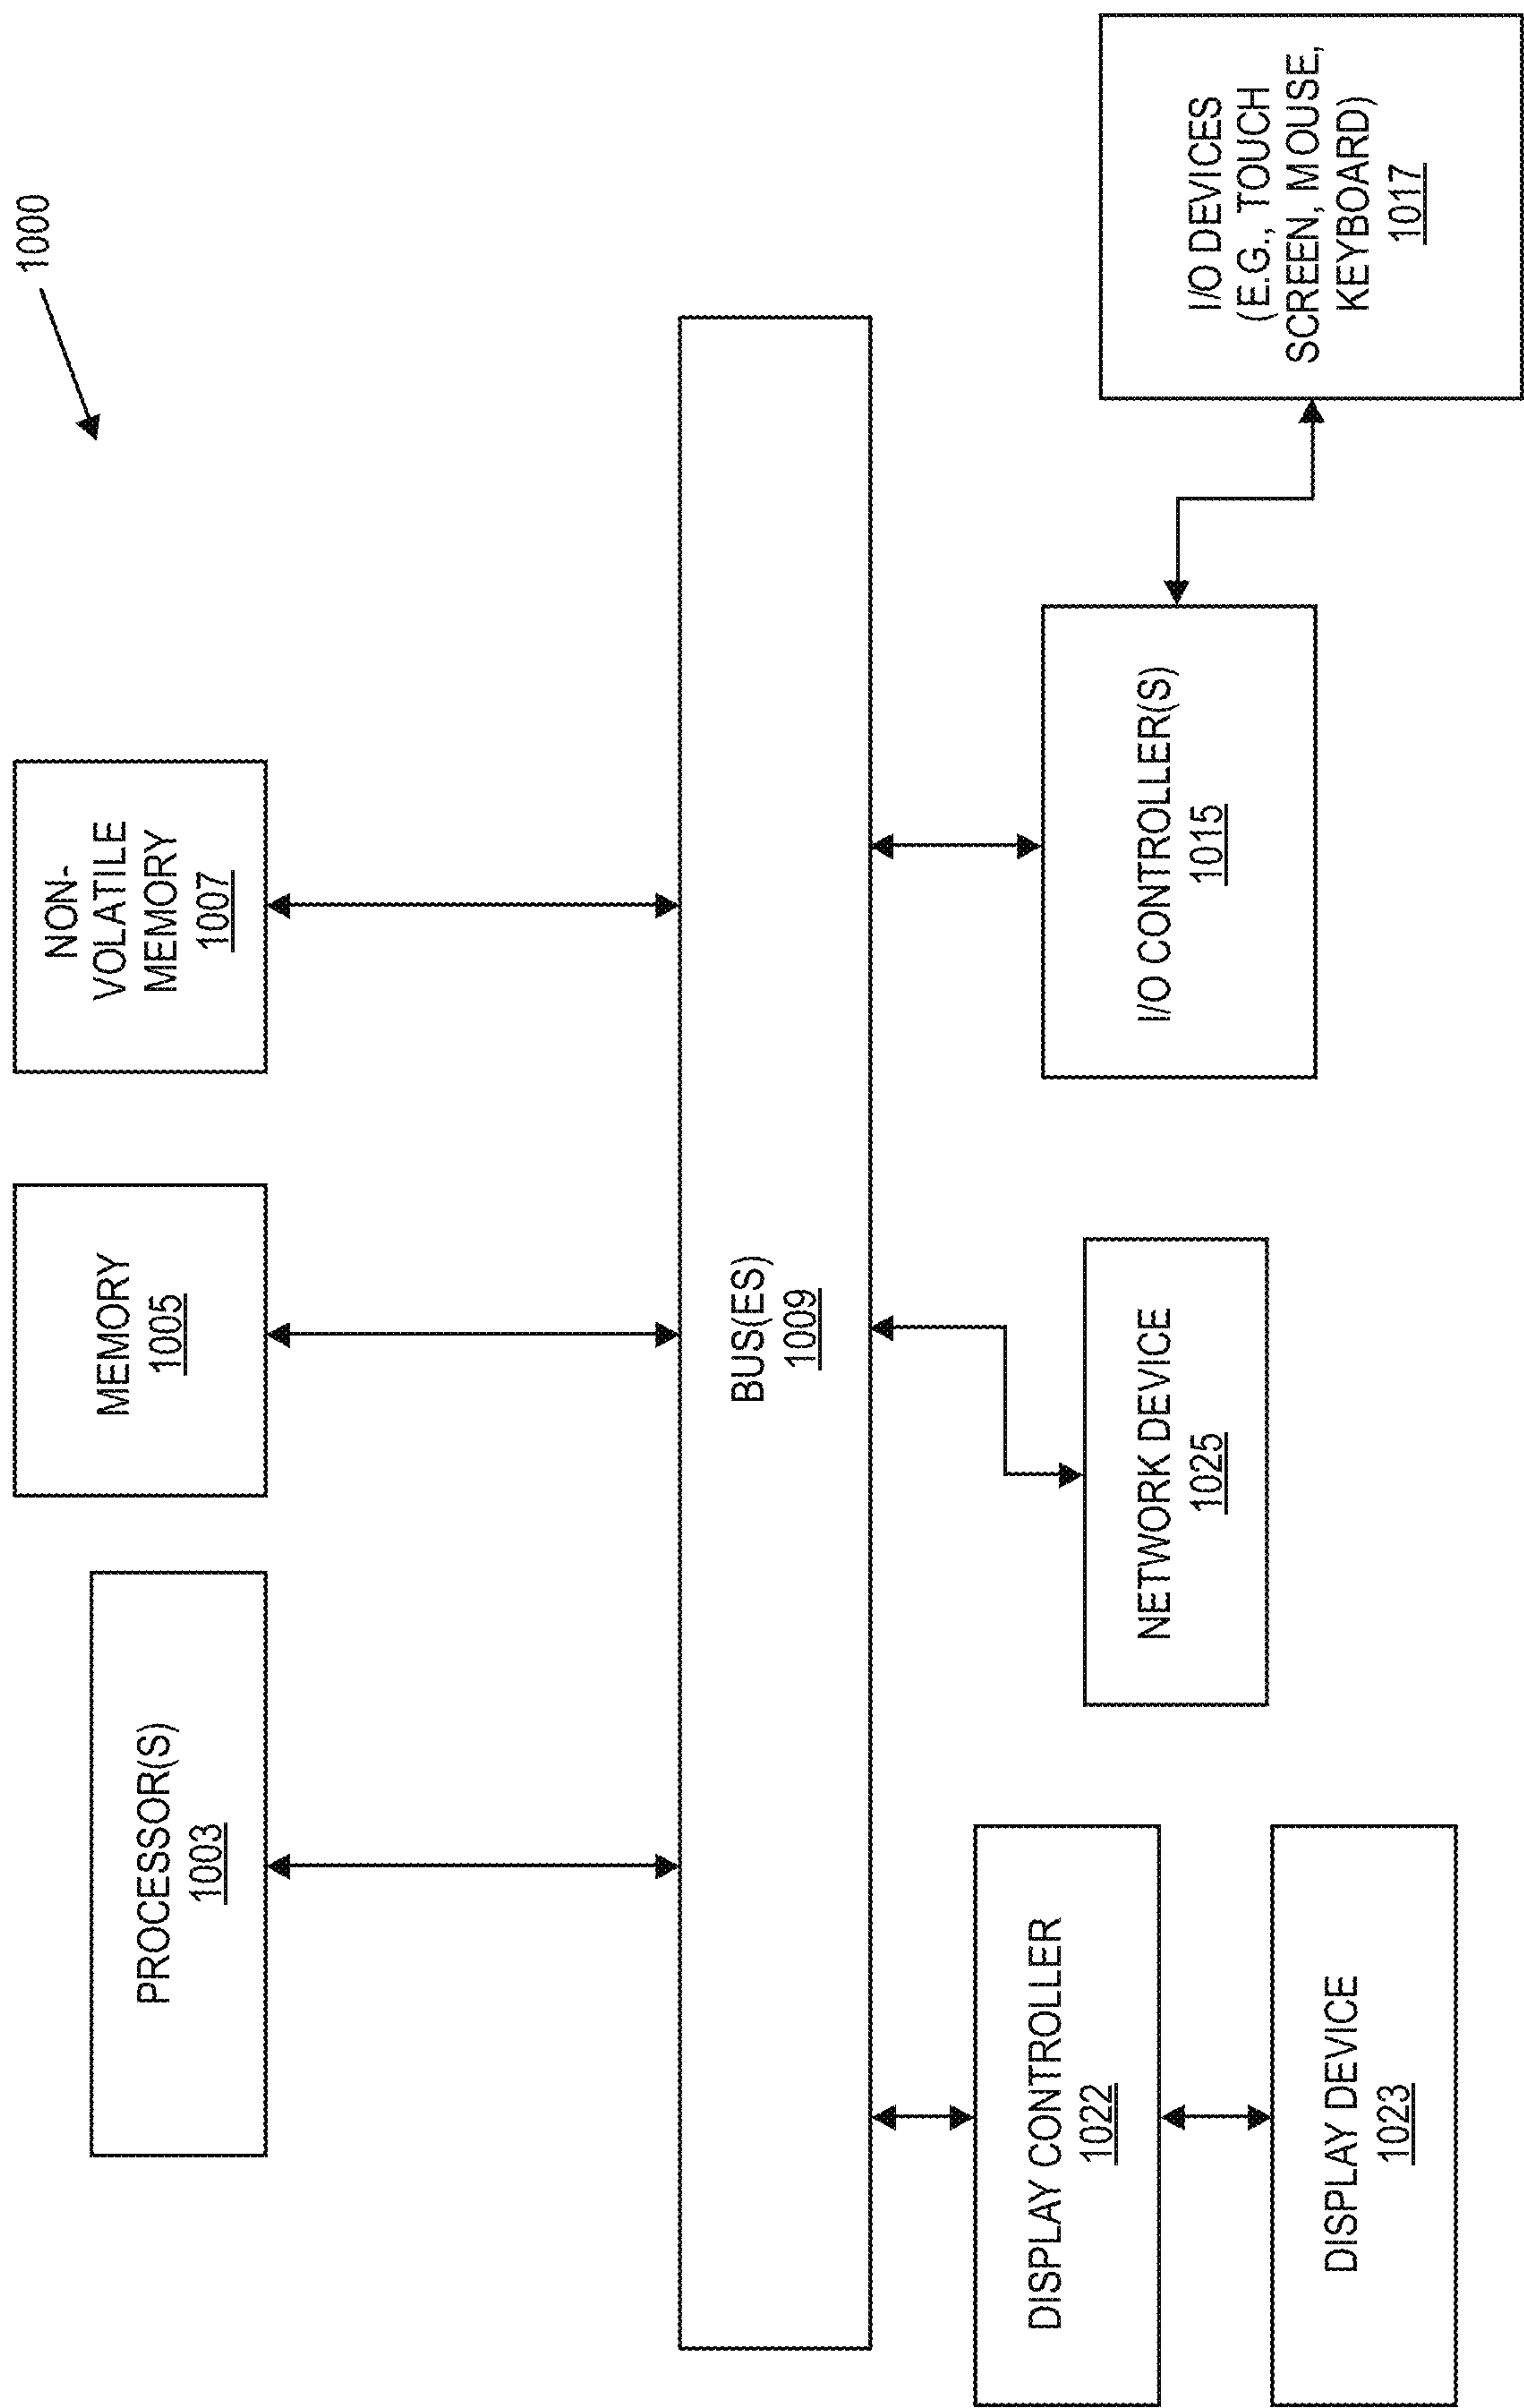 1000
PROCESSOR(S)
1003
MEMORY
1005
NON-
VOLATILE
MEMORY
1007
BUS(ES)
1009
DISPLAY CONTROLLER
1022
NETWORK DEVICE
1025
I/O CONTROLLER(S)
1015
I/O DEVICES
(E.G., TOUCH
SCREEN, MOUSE,
KEYBOARD)
1017
DISPLAY DEVICE
1023